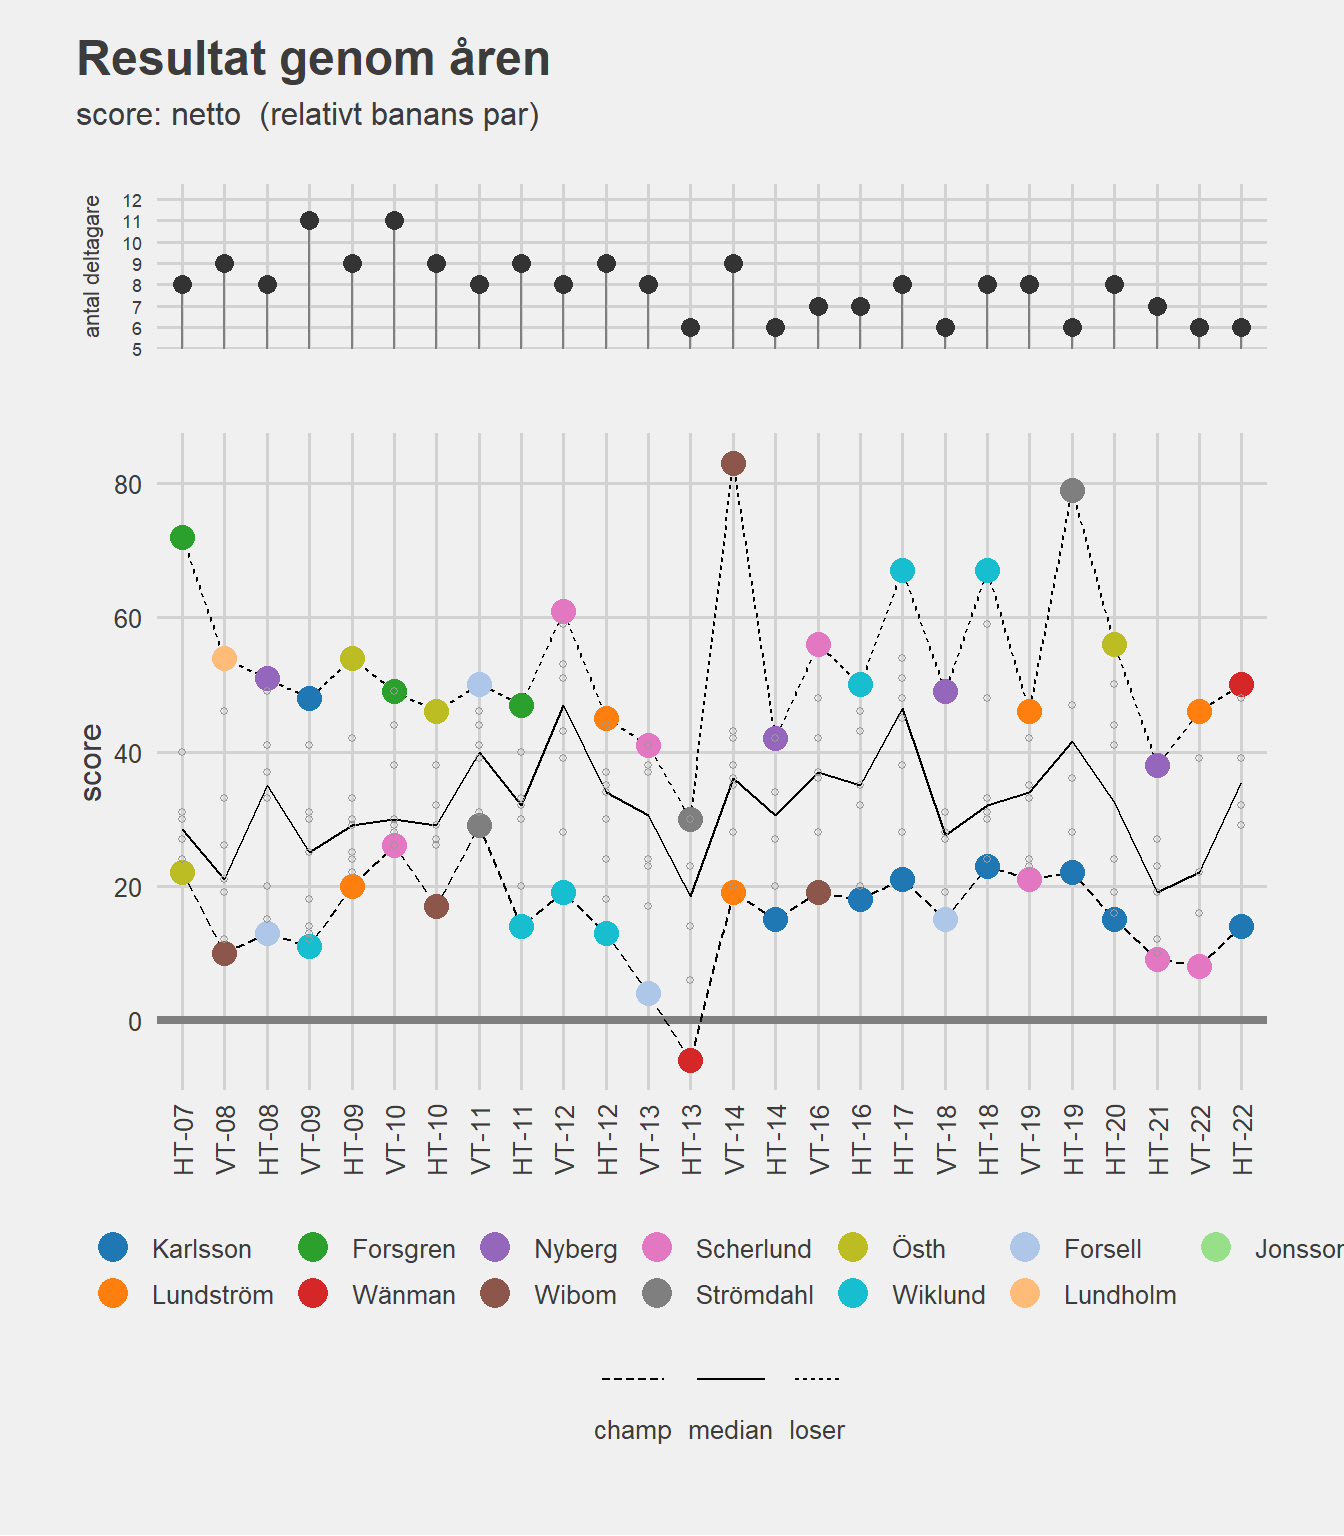 Resultat genom åren
score: netto  (relativt banans par)
antal deltagare
12
11
10
9
8
7
6
5
score
80
60
40
20
0
HT-07 VT-08 HT-08 VT-09 HT-09 VT-10 HT-10 VT-11 HT-11 VT-12 HT-12 VT-13 HT-13 VT-14 HT-14 VT-16 HT-16 HT-17 VT-18 HT-18 VT-19 HT-19 HT-20 HT-21 VT-22 HT-22
Karlsson Forsgren Nyberg Scherlund Östh Forsell Jonsson
Lundström Wänman Wibom Strömdahl Wiklund Lundholm
champ median loser